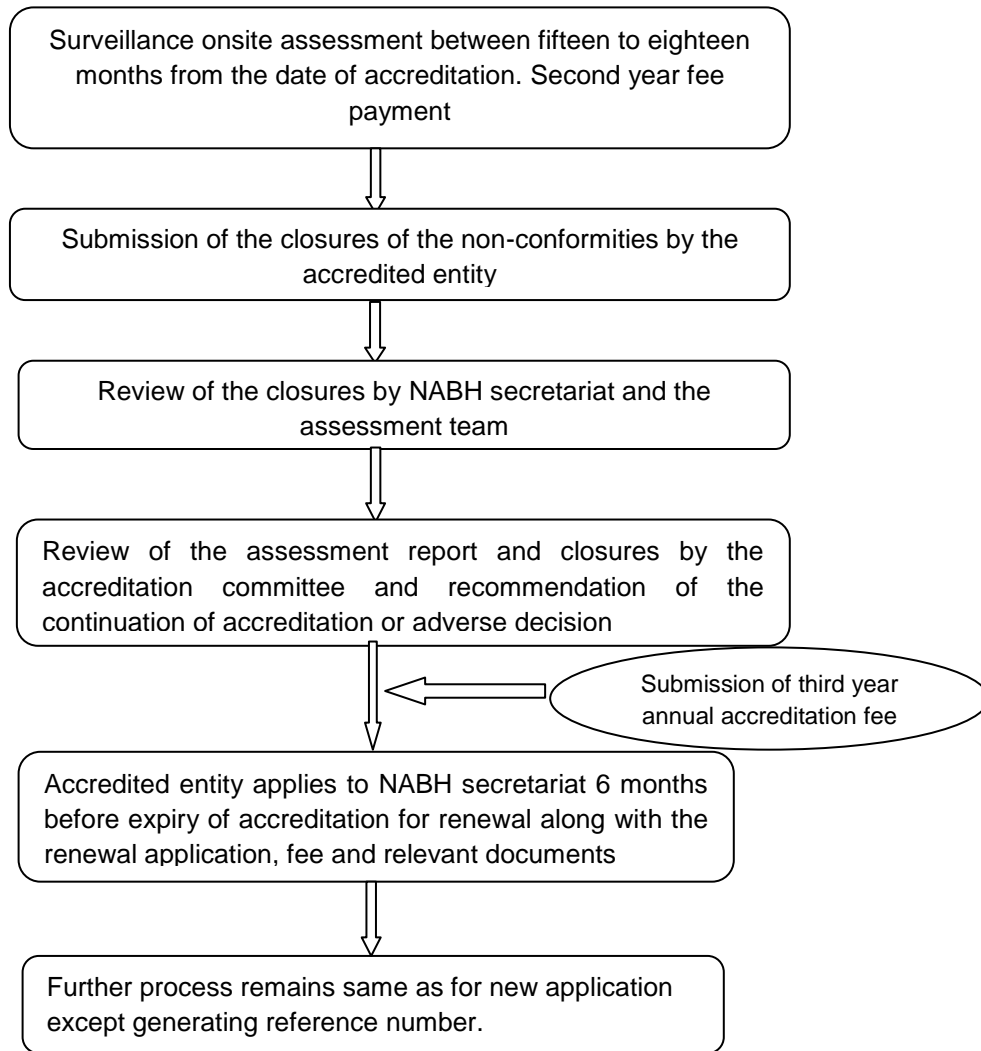 Surveillance onsite assessment between fifteen to eighteen
months from the date of accreditation. Second year fee
payment
Submission of the closures of the non-conformities by the
accredited entity
Review of the closures by NABH secretariat and the
assessment team
Review of the assessment report and closures by the
accreditation committee and recommendation of the
continuation of accreditation or adverse decision
Submission of third year
annual accreditation fee
Accredited entity applies to NABH secretariat 6 months
before expiry of accreditation for renewal along with the
renewal application, fee and relevant documents
Further process remains same as for new application
except generating reference number.